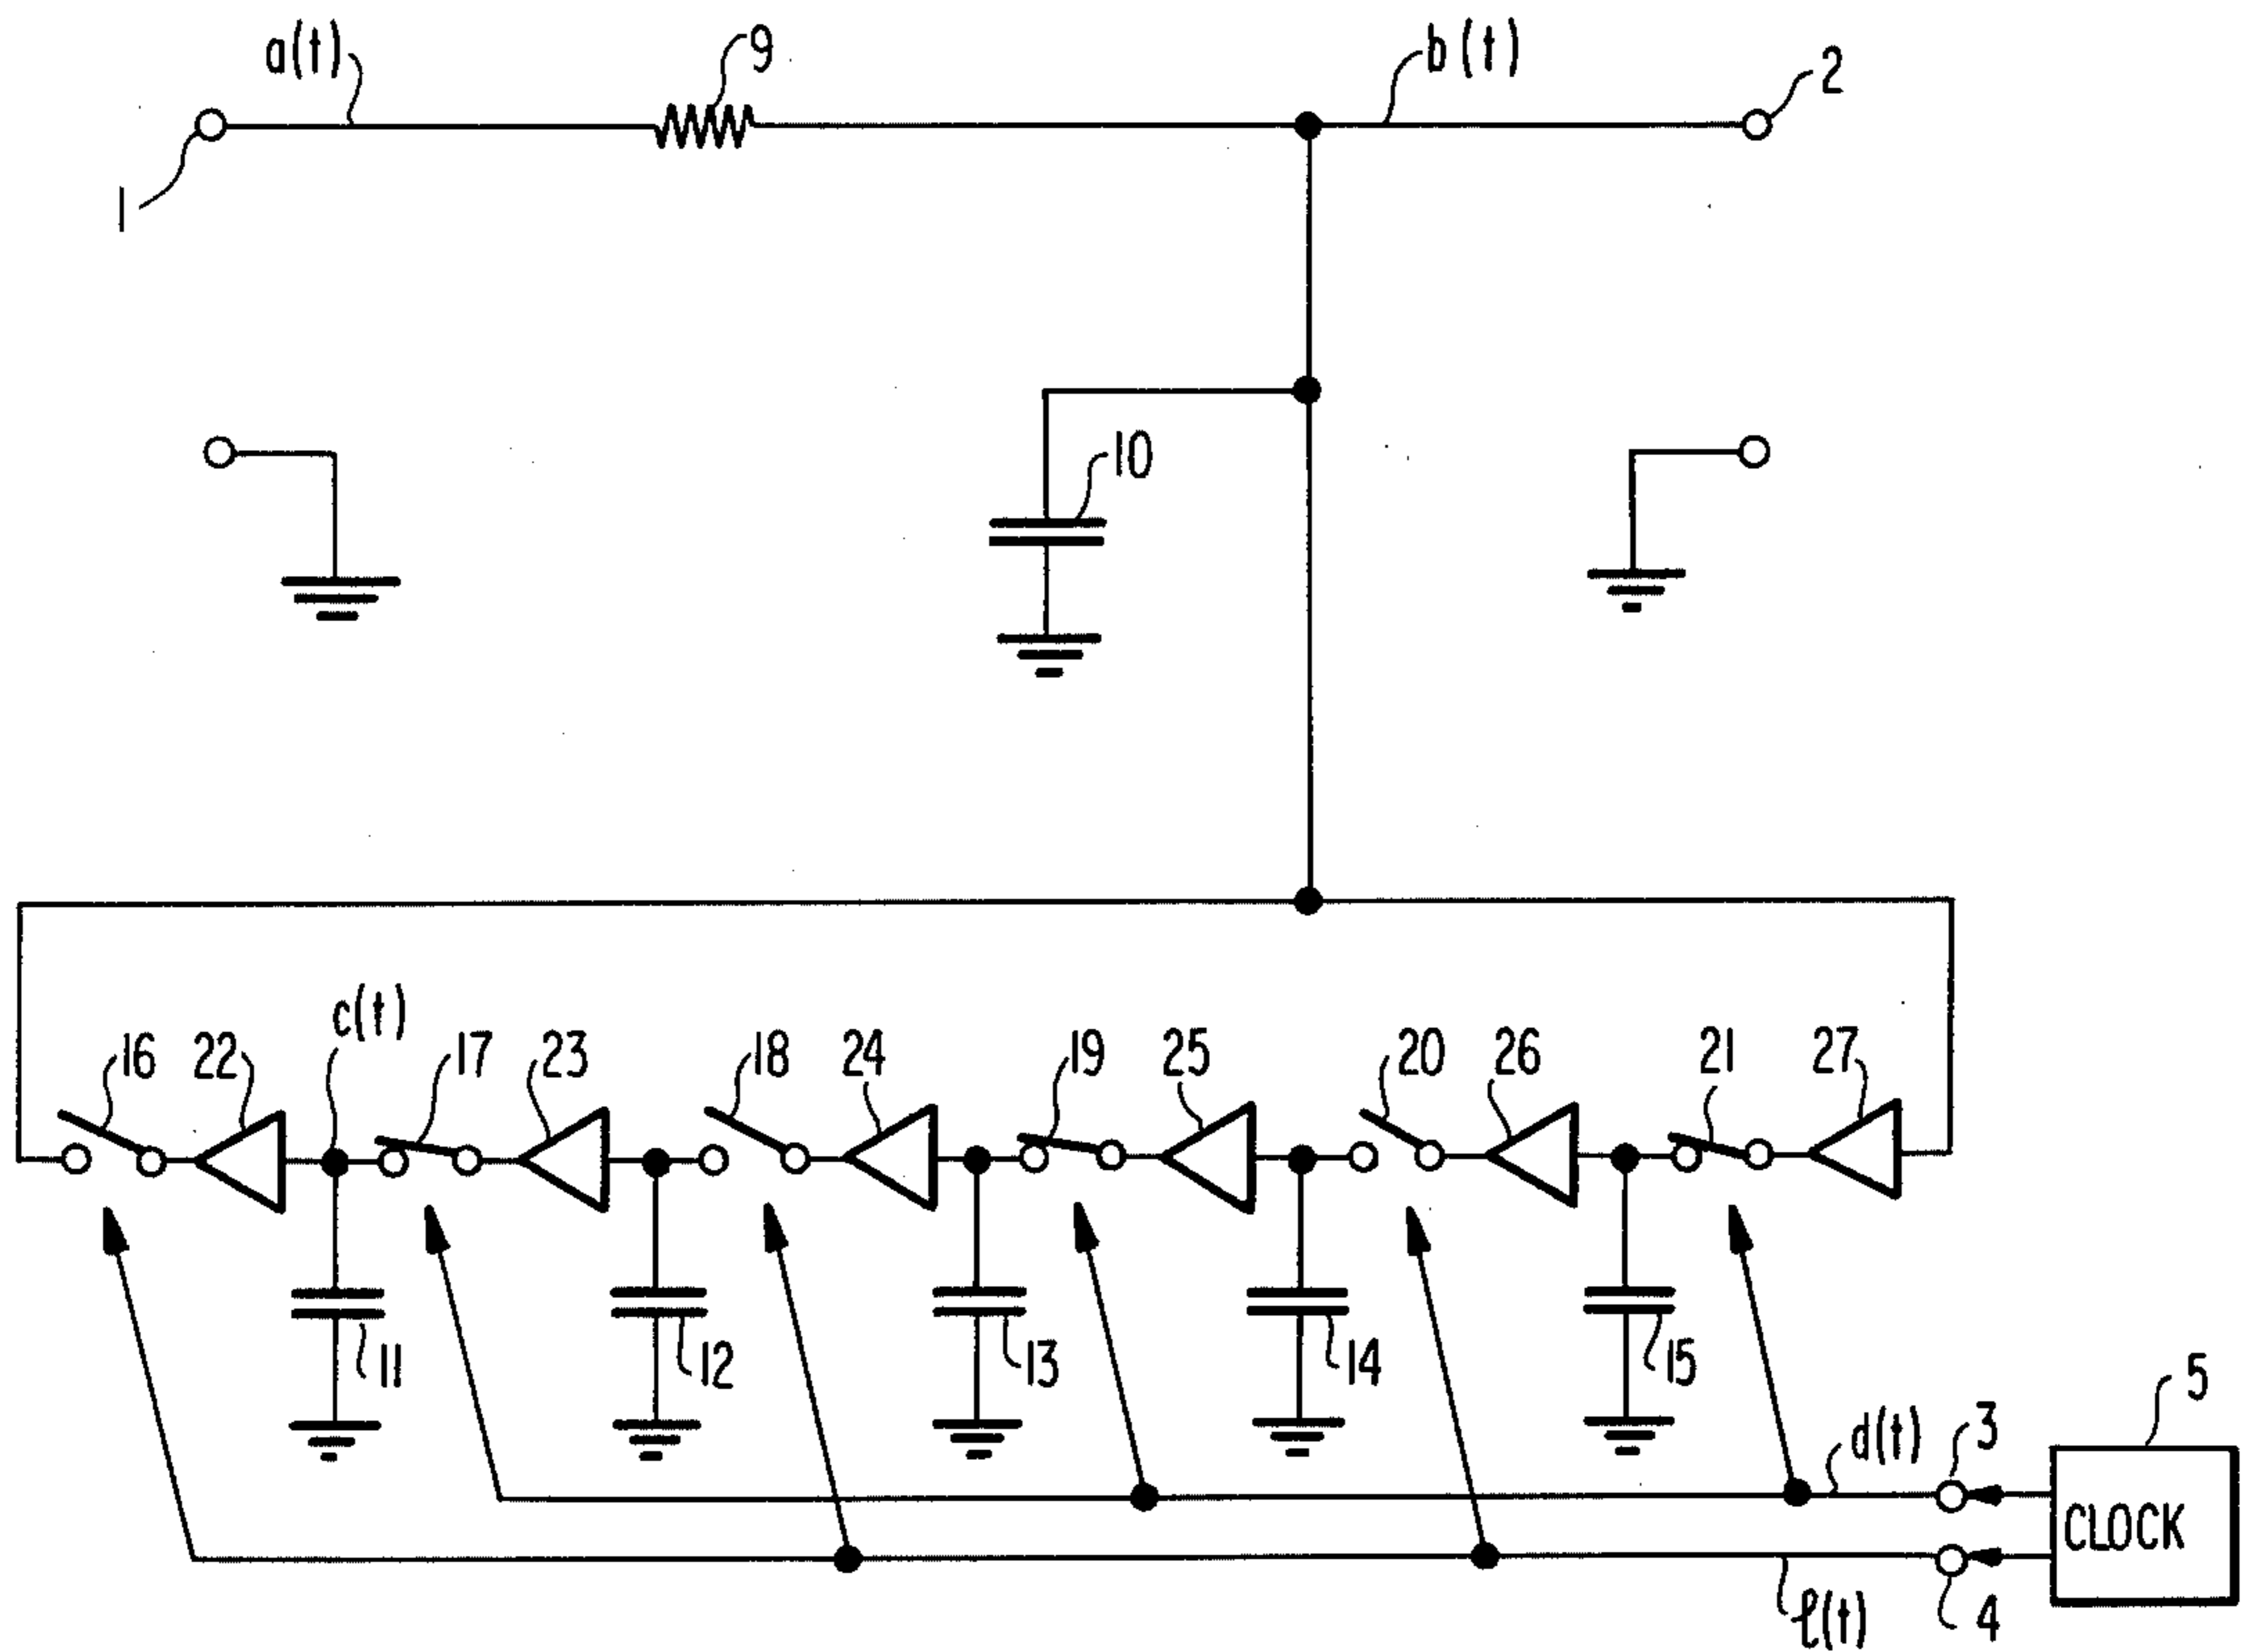 a(t) 9 b(t) 2
1
10
c(t)
16 22 17 23 18 24 19 25 20 26 21 27
11 12 13 14 15
5
d(t) 3
CLOCK
ℓ(t) 4